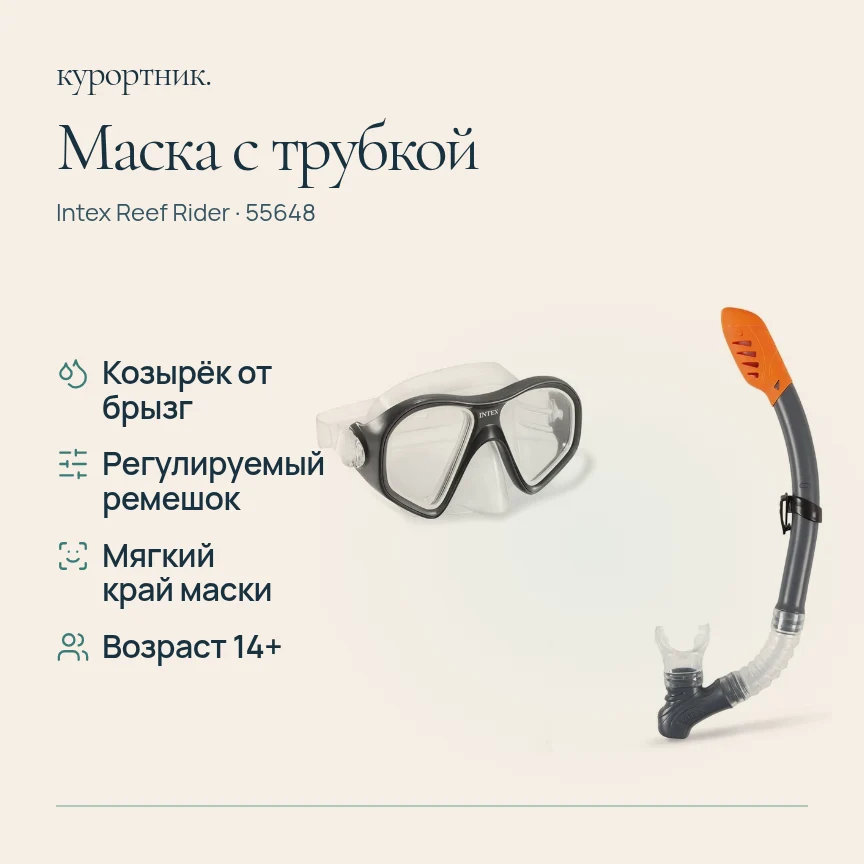 курортник.
Маска с трубкой
Intex Reef Rider · 55648
Козырёк от
брызг
INTEX
Регулируемый
ремешок
Мягкий
край маски
Возраст 14+